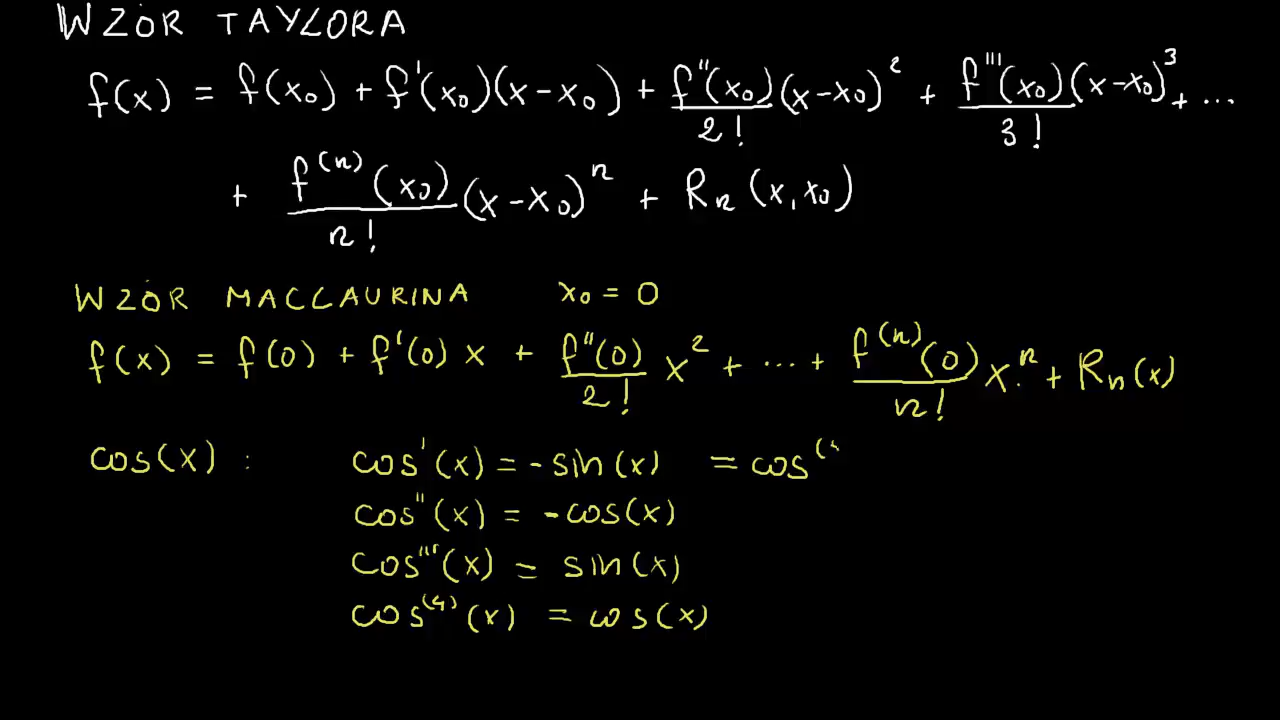 WZÓR TAYLORA
f(x) = f(x₀) + f'(x₀)(x-x₀) + f''(x₀)/2! (x-x₀)² + f'''(x₀)/3! (x-x₀)³ + ...
+ f⁽ⁿ⁾(x₀)/n! (x-x₀)ⁿ + Rₙ(x,x₀)
WZÓR MACCAURINA x₀ = 0
f(x) = f(0) + f'(0) x + f''(0)/2! x² + ... + f⁽ⁿ⁾(0)/n! xⁿ + Rₙ(x)
cos(x) : cos'(x) = -sin(x) = cos⁽
cos''(x) = -cos(x)
cos'''(x) = sin(x)
cos⁽⁴⁾(x) = cos(x)